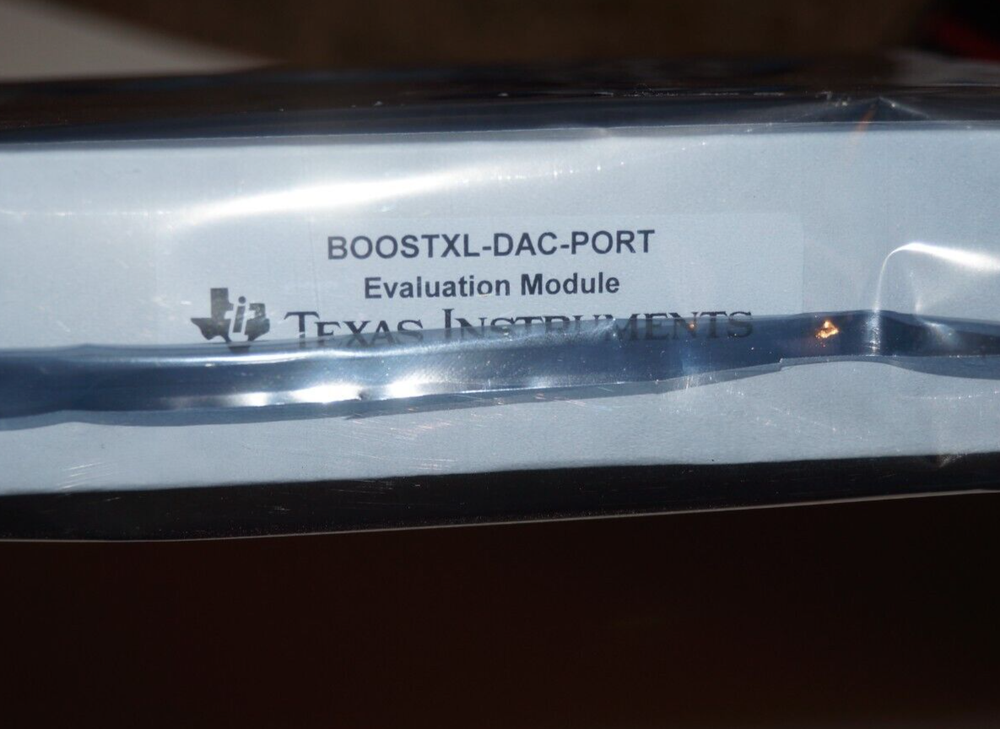 BOOSTXL-DAC-PORT
Evaluation Module
TEXAS INSTRUMENTS